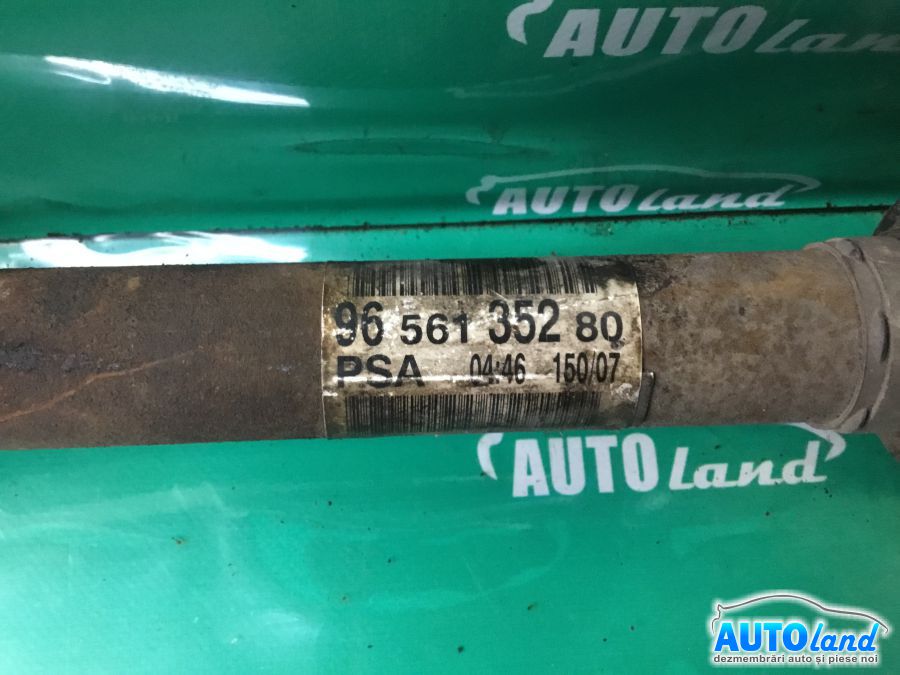 AUTOland
AUTOland
96 561 352 80
PSA 04:46 150/07
AUTOland
AUTOland
dezmembrări auto și piese noi